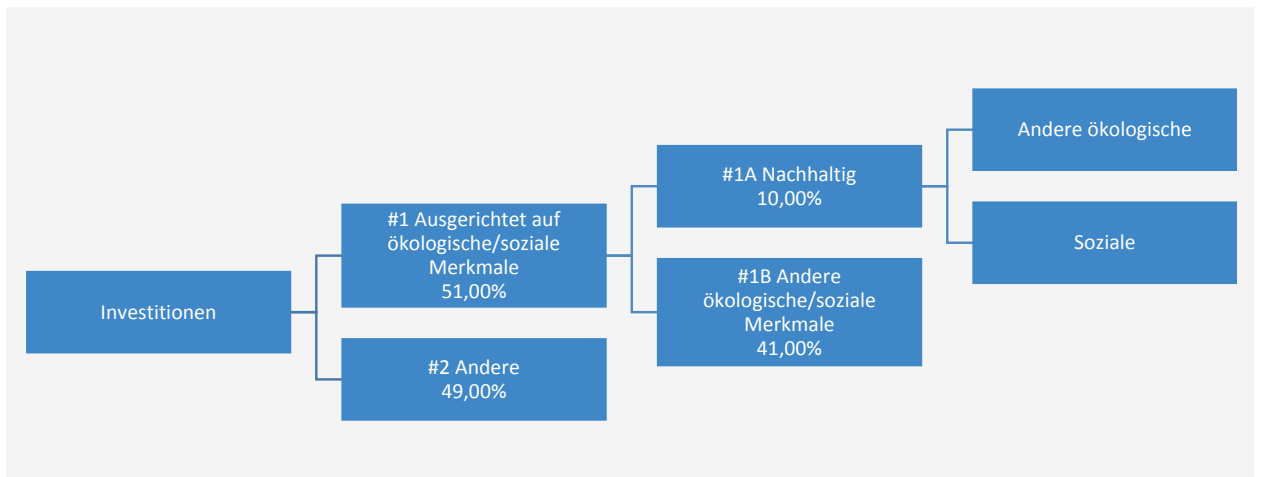 Investitionen
#1 Ausgerichtet auf
ökologische/soziale
Merkmale
51,00%
#2 Andere
49,00%
#1A Nachhaltig
10,00%
#1B Andere
ökologische/soziale
Merkmale
41,00%
Andere ökologische
Soziale